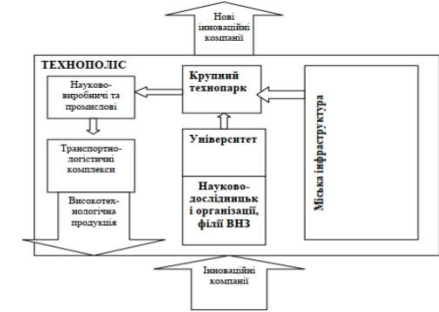 Нові
інноваційні
компанії
ТЕХНОПОЛІС
Науково-
виробничі та
промислові
Крупний
технопарк
Міська інфраструктура
Транспортно-
логістичні
комплекси
Університет
Науково-
дослідницьк
і організації,
філії ВНЗ
Високотех-
нологічна
продукція
Інноваційні
компанії